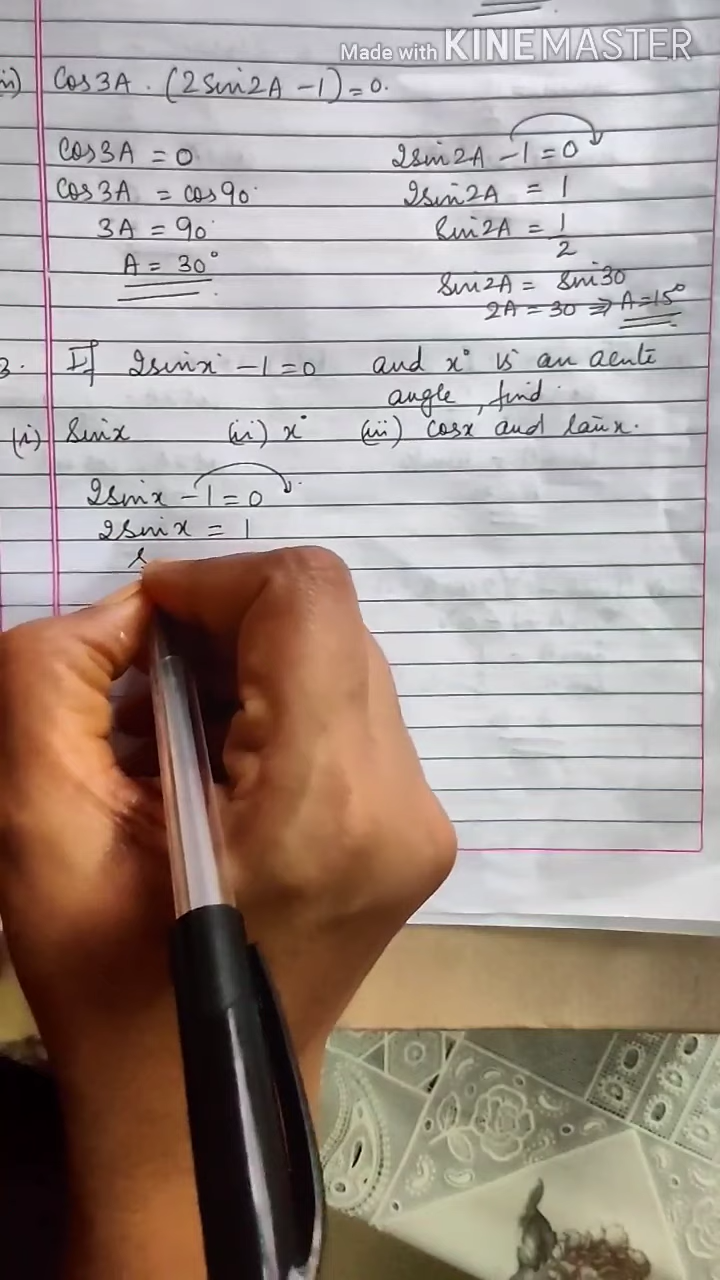 Made with KINEMASTER
ii) Cos3A . (2sin2A - 1) = 0.
Cos3A = 0
Cos3A = cos90°
3A = 90°
A = 30°
2sin2A - 1 = 0
2sin2A = 1
Sin2A = 1/2
Sin2A = Sin30
2A = 30 ⇒ A = 15°
3. If 2sinx° - 1 = 0 and x° is an acute
angle, find.
(i) Sinx (ii) x° (iii) cosx and tanx.
2sinx - 1 = 0
2sinx = 1
s